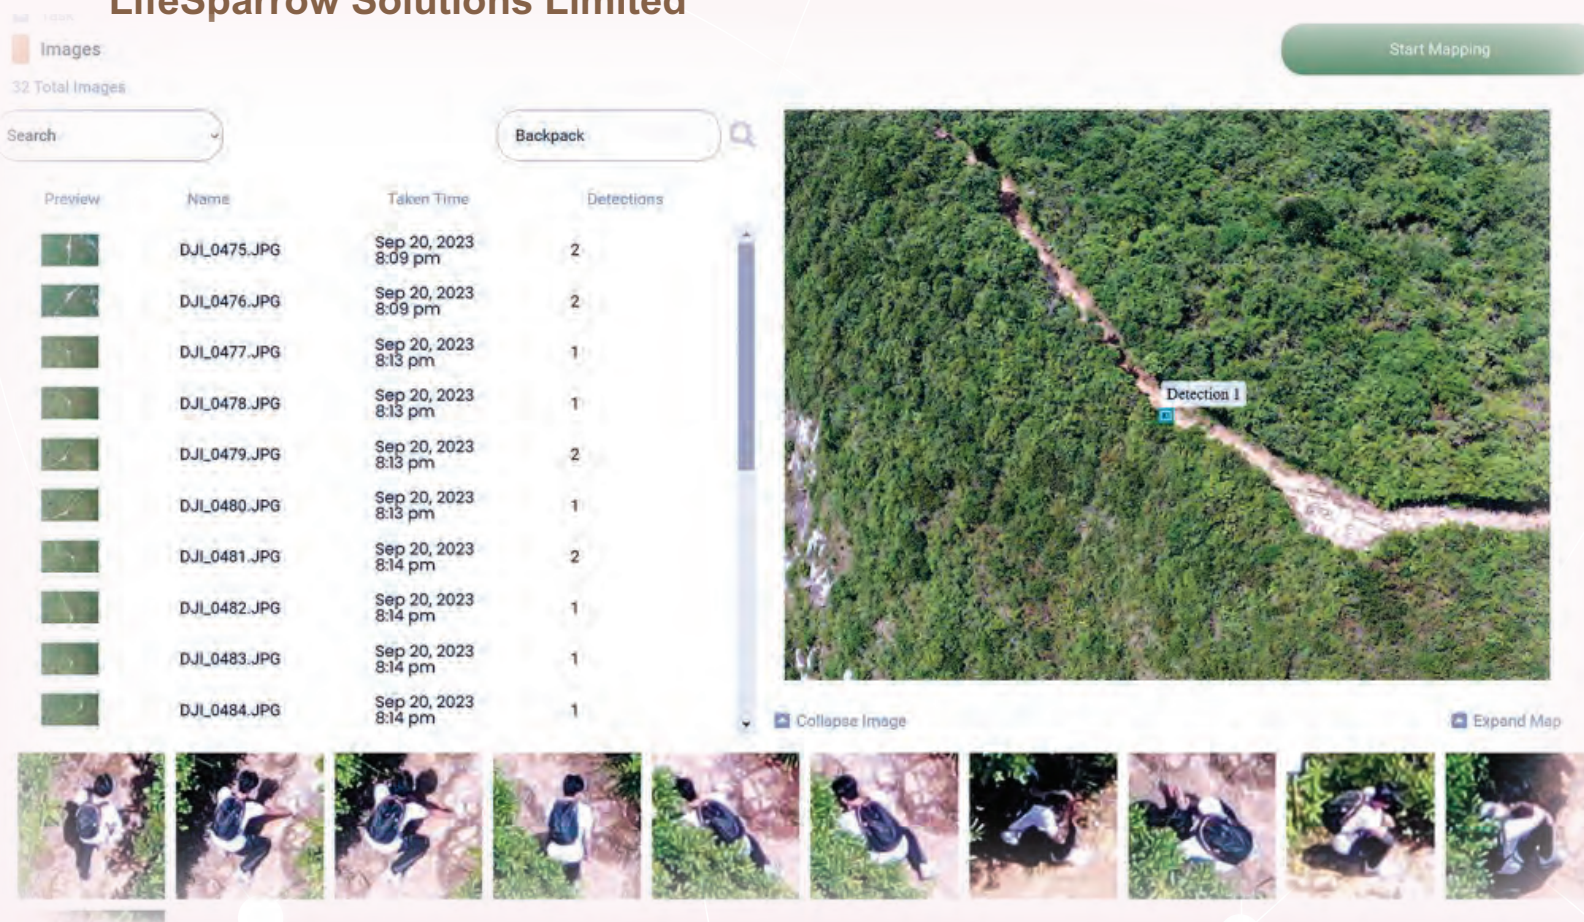 LifeSparrow Solutions Limited
Task
Images
Start Mapping
32 Total Images
Search
Backpack
Preview Name Taken Time Detections
DJI_0475.JPG Sep 20, 2023 8:09 pm 2
DJI_0476.JPG Sep 20, 2023 8:09 pm 2
DJI_0477.JPG Sep 20, 2023 8:13 pm 1
DJI_0478.JPG Sep 20, 2023 8:13 pm 1
DJI_0479.JPG Sep 20, 2023 8:13 pm 2
DJI_0480.JPG Sep 20, 2023 8:13 pm 1
DJI_0481.JPG Sep 20, 2023 8:14 pm 2
DJI_0482.JPG Sep 20, 2023 8:14 pm 1
DJI_0483.JPG Sep 20, 2023 8:14 pm 1
DJI_0484.JPG Sep 20, 2023 8:14 pm 1
Detection 1
Collapse Image
Expand Map